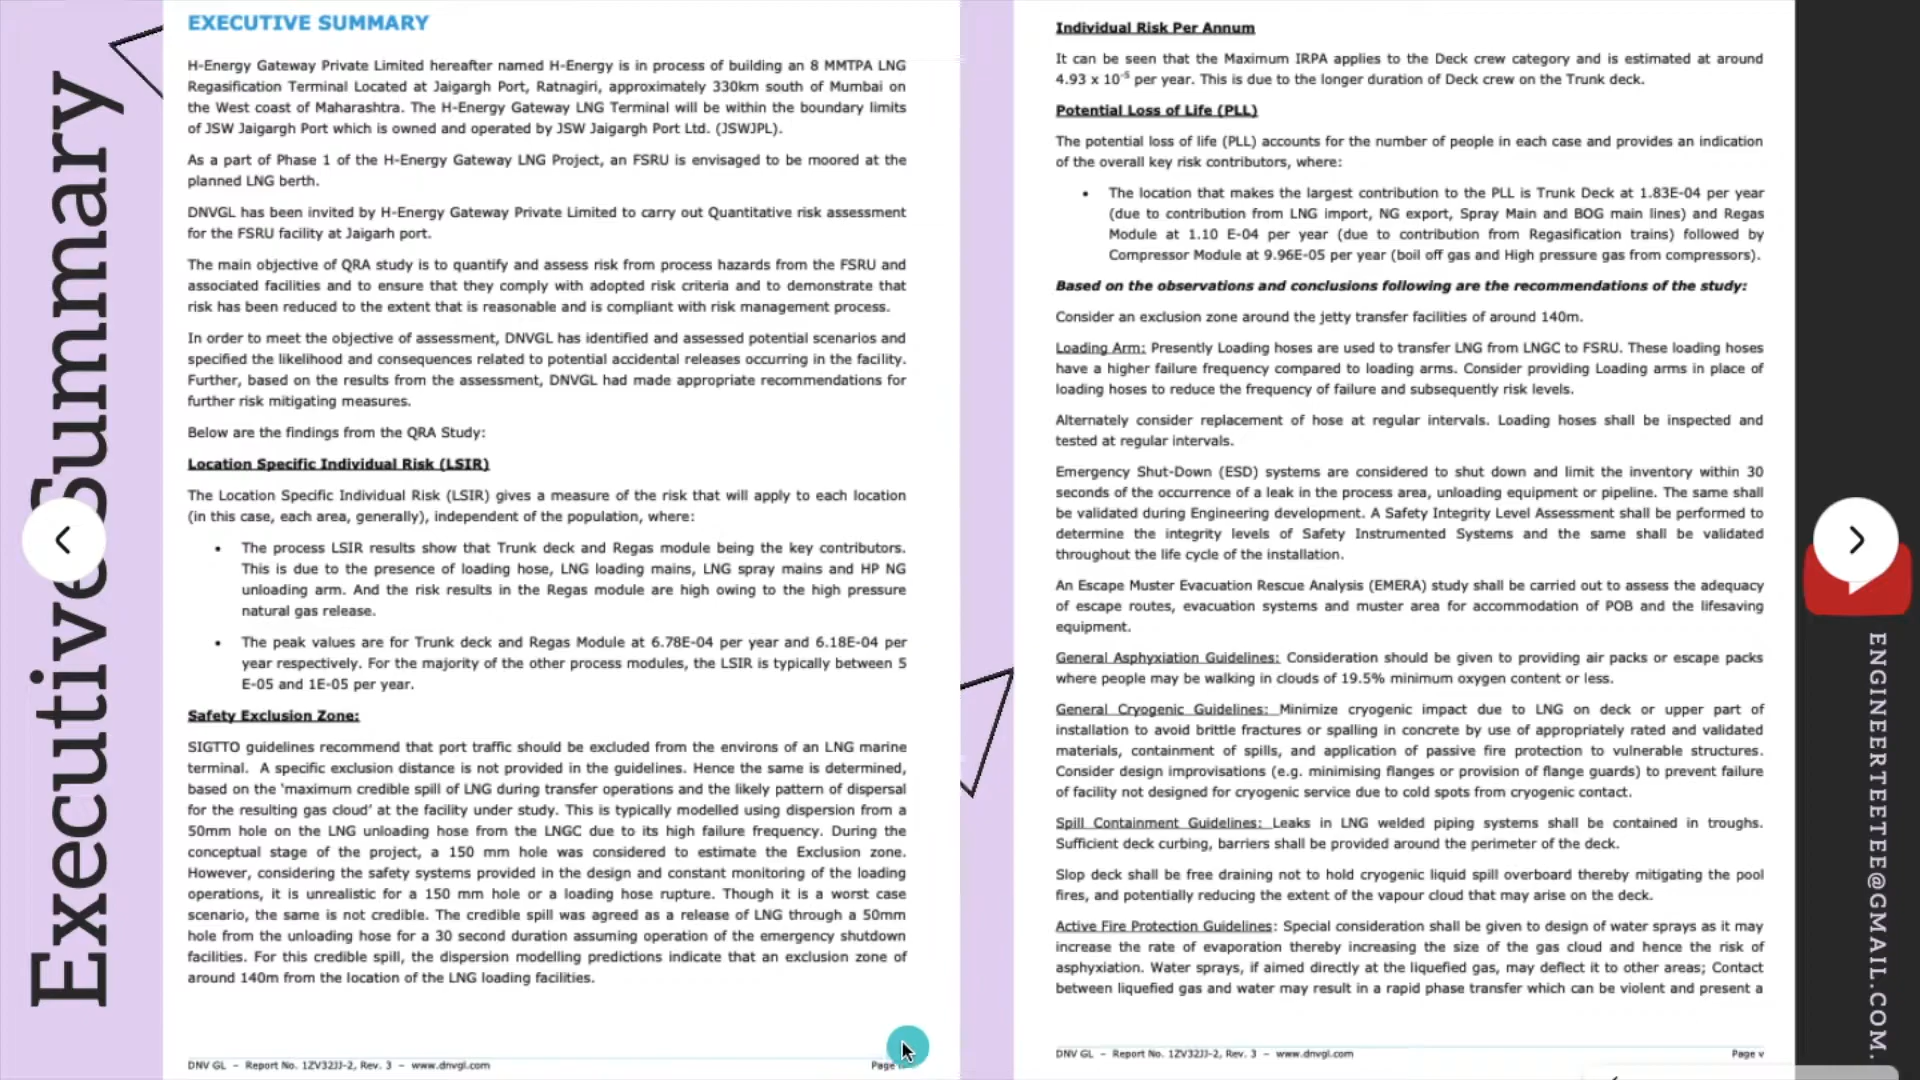 Executive Summary
EXECUTIVE SUMMARY
H-Energy Gateway Private Limited hereafter named H-Energy is in process of building an 8 MMTPA LNG
Regasification Terminal Located at Jaigargh Port, Ratnagiri, approximately 330km south of Mumbai on
the West coast of Maharashtra. The H-Energy Gateway LNG Terminal will be within the boundary limits
of JSW Jaigargh Port which is owned and operated by JSW Jaigargh Port Ltd. (JSWJPL).
As a part of Phase 1 of the H-Energy Gateway LNG Project, an FSRU is envisaged to be moored at the
planned LNG berth.
DNVGL has been invited by H-Energy Gateway Private Limited to carry out Quantitative risk assessment
for the FSRU facility at Jaigarh port.
The main objective of QRA study is to quantify and assess risk from process hazards from the FSRU and
associated facilities and to ensure that they comply with adopted risk criteria and to demonstrate that
risk has been reduced to the extent that is reasonable and is compliant with risk management process.
In order to meet the objective of assessment, DNVGL has identified and assessed potential scenarios and
specified the likelihood and consequences related to potential accidental releases occurring in the facility.
Further, based on the results from the assessment, DNVGL had made appropriate recommendations for
further risk mitigating measures.
Below are the findings from the QRA Study:
Location Specific Individual Risk (LSIR)
The Location Specific Individual Risk (LSIR) gives a measure of the risk that will apply to each location
(in this case, each area, generally), independent of the population, where:
• The process LSIR results show that Trunk deck and Regas module being the key contributors.
This is due to the presence of loading hose, LNG loading mains, LNG spray mains and HP NG
unloading arm. And the risk results in the Regas module are high owing to the high pressure
natural gas release.
• The peak values are for Trunk deck and Regas Module at 6.78E-04 per year and 6.18E-04 per
year respectively. For the majority of the other process modules, the LSIR is typically between 5
E-05 and 1E-05 per year.
Safety Exclusion Zone:
SIGTTO guidelines recommend that port traffic should be excluded from the environs of an LNG marine
terminal. A specific exclusion distance is not provided in the guidelines. Hence the same is determined,
based on the ‘maximum credible spill of LNG during transfer operations and the likely pattern of dispersal
for the resulting gas cloud’ at the facility under study. This is typically modelled using dispersion from a
50mm hole on the LNG unloading hose from the LNGC due to its high failure frequency. During the
conceptual stage of the project, a 150 mm hole was considered to estimate the Exclusion zone.
However, considering the safety systems provided in the design and constant monitoring of the loading
operations, it is unrealistic for a 150 mm hole or a loading hose rupture. Though it is a worst case
scenario, the same is not credible. The credible spill was agreed as a release of LNG through a 50mm
hole from the unloading hose for a 30 second duration assuming operation of the emergency shutdown
facilities. For this credible spill, the dispersion modelling predictions indicate that an exclusion zone of
around 140m from the location of the LNG loading facilities.
DNV GL – Report No. 1ZV32JJ-2, Rev. 3 – www.dnvgl.com
Page
Individual Risk Per Annum
It can be seen that the Maximum IRPA applies to the Deck crew category and is estimated at around
4.93 x 10⁻⁵ per year. This is due to the longer duration of Deck crew on the Trunk deck.
Potential Loss of Life (PLL)
The potential loss of life (PLL) accounts for the number of people in each case and provides an indication
of the overall key risk contributors, where:
• The location that makes the largest contribution to the PLL is Trunk Deck at 1.83E-04 per year
(due to contribution from LNG import, NG export, Spray Main and BOG main lines) and Regas
Module at 1.10 E-04 per year (due to contribution from Regasification trains) followed by
Compressor Module at 9.96E-05 per year (boil off gas and High pressure gas from compressors).
Based on the observations and conclusions following are the recommendations of the study:
Consider an exclusion zone around the jetty transfer facilities of around 140m.
Loading Arm: Presently Loading hoses are used to transfer LNG from LNGC to FSRU. These loading hoses
have a higher failure frequency compared to loading arms. Consider providing Loading arms in place of
loading hoses to reduce the frequency of failure and subsequently risk levels.
Alternately consider replacement of hose at regular intervals. Loading hoses shall be inspected and
tested at regular intervals.
Emergency Shut-Down (ESD) systems are considered to shut down and limit the inventory within 30
seconds of the occurrence of a leak in the process area, unloading equipment or pipeline. The same shall
be validated during Engineering development. A Safety Integrity Level Assessment shall be performed to
determine the integrity levels of Safety Instrumented Systems and the same shall be validated
throughout the life cycle of the installation.
An Escape Muster Evacuation Rescue Analysis (EMERA) study shall be carried out to assess the adequacy
of escape routes, evacuation systems and muster area for accommodation of POB and the lifesaving
equipment.
General Asphyxiation Guidelines: Consideration should be given to providing air packs or escape packs
where people may be walking in clouds of 19.5% minimum oxygen content or less.
General Cryogenic Guidelines: Minimize cryogenic impact due to LNG on deck or upper part of
installation to avoid brittle fractures or spalling in concrete by use of appropriately rated and validated
materials, containment of spills, and application of passive fire protection to vulnerable structures.
Consider design improvisations (e.g. minimising flanges or provision of flange guards) to prevent failure
of facility not designed for cryogenic service due to cold spots from cryogenic contact.
Spill Containment Guidelines: Leaks in LNG welded piping systems shall be contained in troughs.
Sufficient deck curbing, barriers shall be provided around the perimeter of the deck.
Slop deck shall be free draining not to hold cryogenic liquid spill overboard thereby mitigating the pool
fires, and potentially reducing the extent of the vapour cloud that may arise on the deck.
Active Fire Protection Guidelines: Special consideration shall be given to design of water sprays as it may
increase the rate of evaporation thereby increasing the size of the gas cloud and hence the risk of
asphyxiation. Water sprays, if aimed directly at the liquefied gas, may deflect it to other areas; Contact
between liquefied gas and water may result in a rapid phase transfer which can be violent and present a
DNV GL – Report No. 1ZV32JJ-2, Rev. 3 – www.dnvgl.com
Page v
ENGINEERTEETEE@GMAIL.COM.